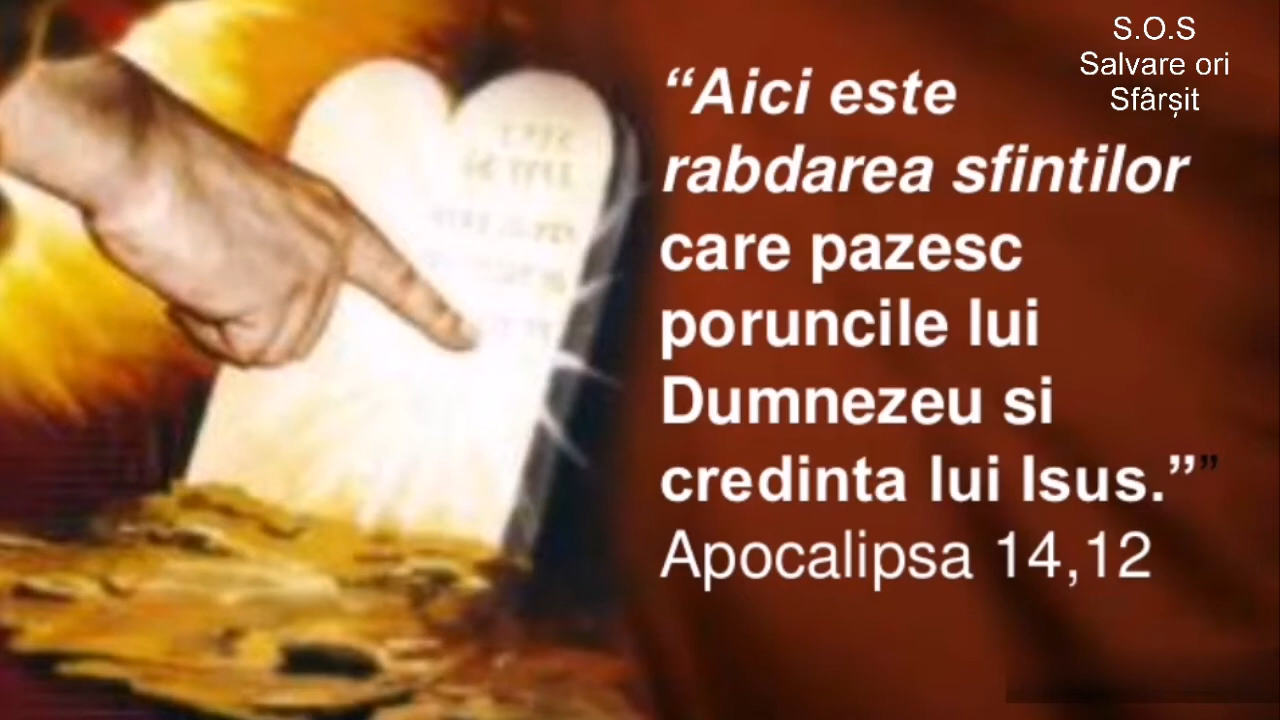 S.O.S
Salvare ori
Sfârșit
“Aici este
rabdarea sfintilor
care pazesc
poruncile lui
Dumnezeu si
credinta lui Isus.””
Apocalipsa 14,12